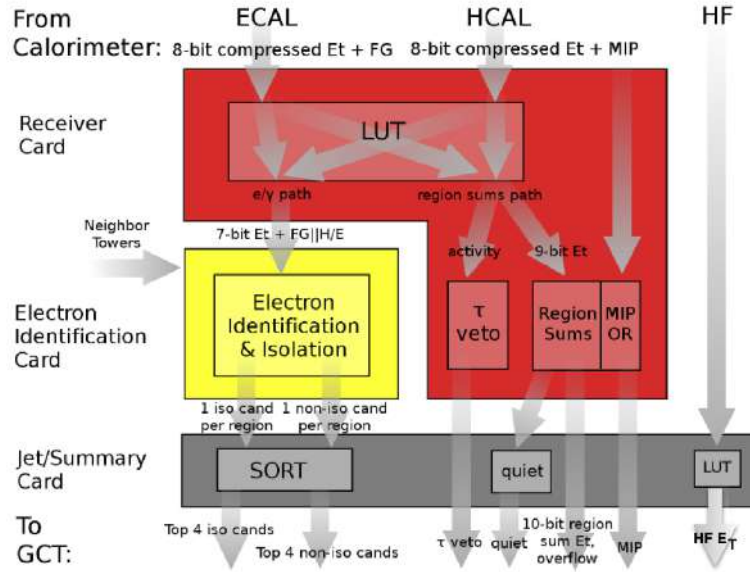 From
Calorimeter:
ECAL
HCAL
HF
8-bit compressed Et + FG
8-bit compressed Et + MIP
Receiver
Card
LUT
e/γ path
region sums path
Neighbor
Towers
7-bit Et + FG||H/E
activity
9-bit Et
Electron
Identification
Card
Electron
Identification
& Isolation
τ
veto
Region
Sums
MIP
OR
1 iso cand
per region
1 non-iso cand
per region
Jet/Summary
Card
SORT
quiet
LUT
To
GCT:
Top 4 iso cands
Top 4 non-iso cands
τ veto
quiet
10-bit region
sum Et,
overflow
MIP
HF E_T